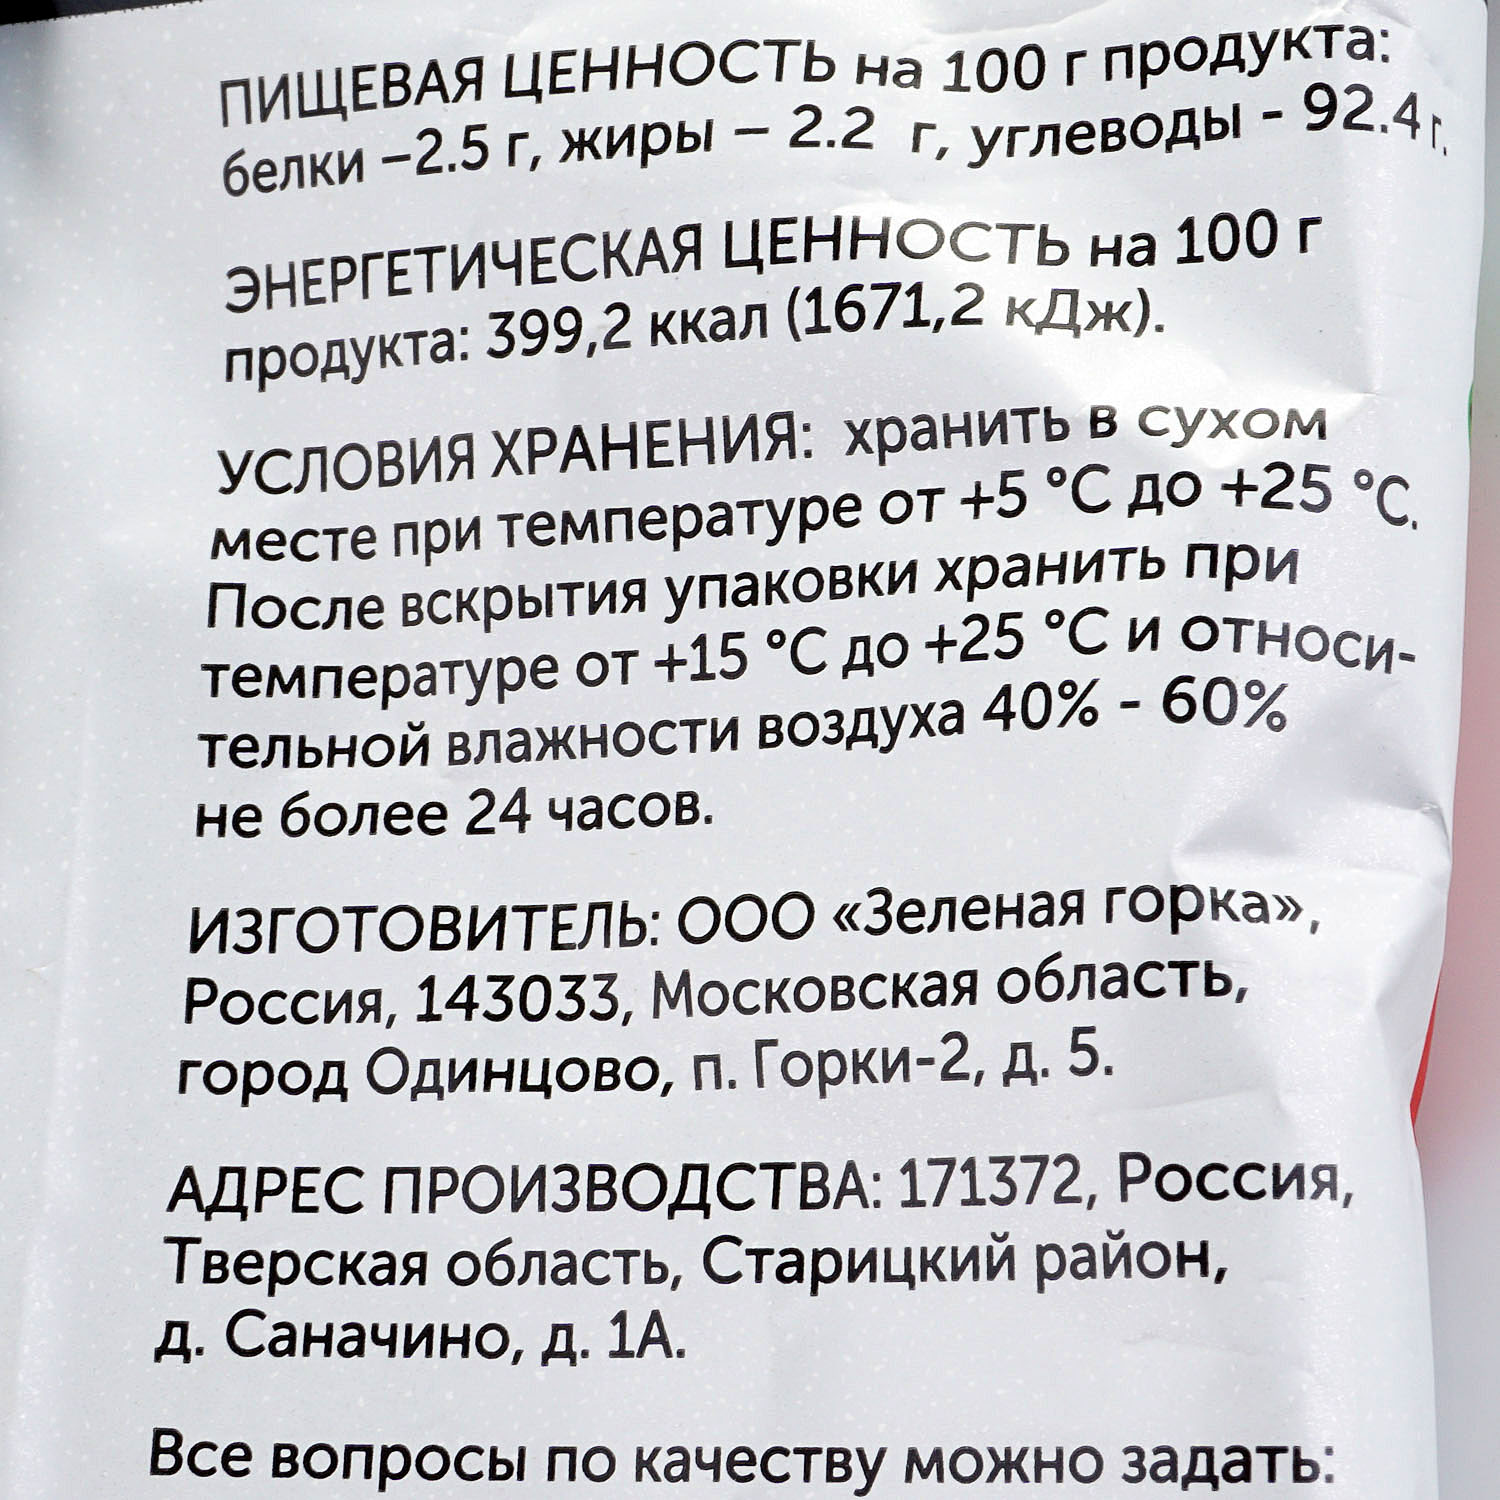 ПИЩЕВАЯ ЦЕННОСТЬ на 100 г продукта:
белки –2.5 г, жиры – 2.2 г, углеводы - 92.4 г.
ЭНЕРГЕТИЧЕСКАЯ ЦЕННОСТЬ на 100 г
продукта: 399,2 ккал (1671,2 кДж).
УСЛОВИЯ ХРАНЕНИЯ: хранить в сухом
месте при температуре от +5 °С до +25 °С.
После вскрытия упаковки хранить при
температуре от +15 °С до +25 °С и относи-
тельной влажности воздуха 40% - 60%
не более 24 часов.
ИЗГОТОВИТЕЛЬ: ООО «Зеленая горка»,
Россия, 143033, Московская область,
город Одинцово, п. Горки-2, д. 5.
АДРЕС ПРОИЗВОДСТВА: 171372, Россия,
Тверская область, Старицкий район,
д. Саначино, д. 1А.
Все вопросы по качеству можно задать: